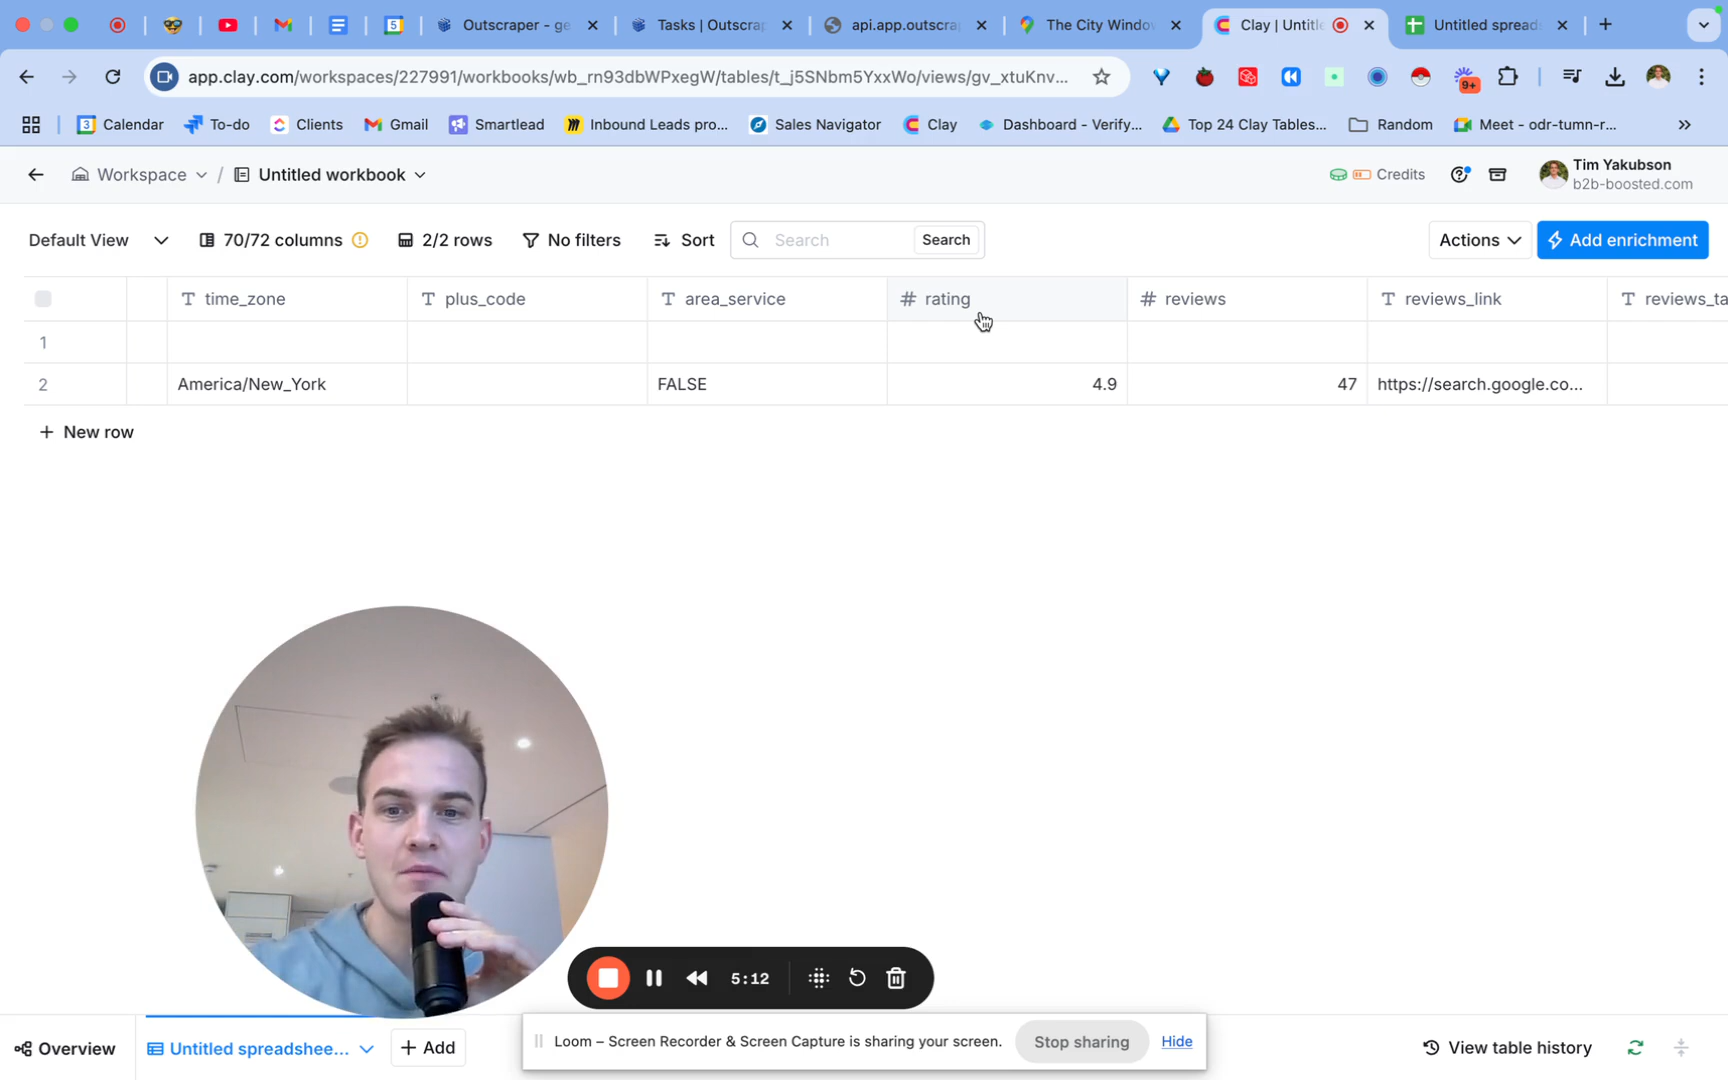 5
Outscraper - ge
Tasks | Outscrap
api.app.outscra
The City Windo
Clay | Untitle
Untitled spreads
app.clay.com/workspaces/227991/workbooks/wb_rn93dbWPxegW/tables/t_j5SNbm5YxxWo/views/gv_xtuKnv...
9+
3 Calendar
To-do
Clients
Gmail
Smartlead
Inbound Leads pro...
Sales Navigator
Clay
Dashboard - Verify,...
Top 24 Clay Tables...
Random
Meet - odr-tumn-r...
Workspace / Untitled workbook
Credits
Tim Yakubson
b2b-boosted.com
Default View
70/72 columns
2/2 rows
No filters
Sort
Search
Search
Actions
Add enrichment
time_zone
plus_code
area_service
# rating
# reviews
reviews_link
reviews_ta
1
2
America/New_York
FALSE
4.9
47
https://search.google.co...
+ New row
5:12
Loom – Screen Recorder & Screen Capture is sharing your screen.
Stop sharing
Hide
Overview
Untitled spreadshee...
+ Add
View table history